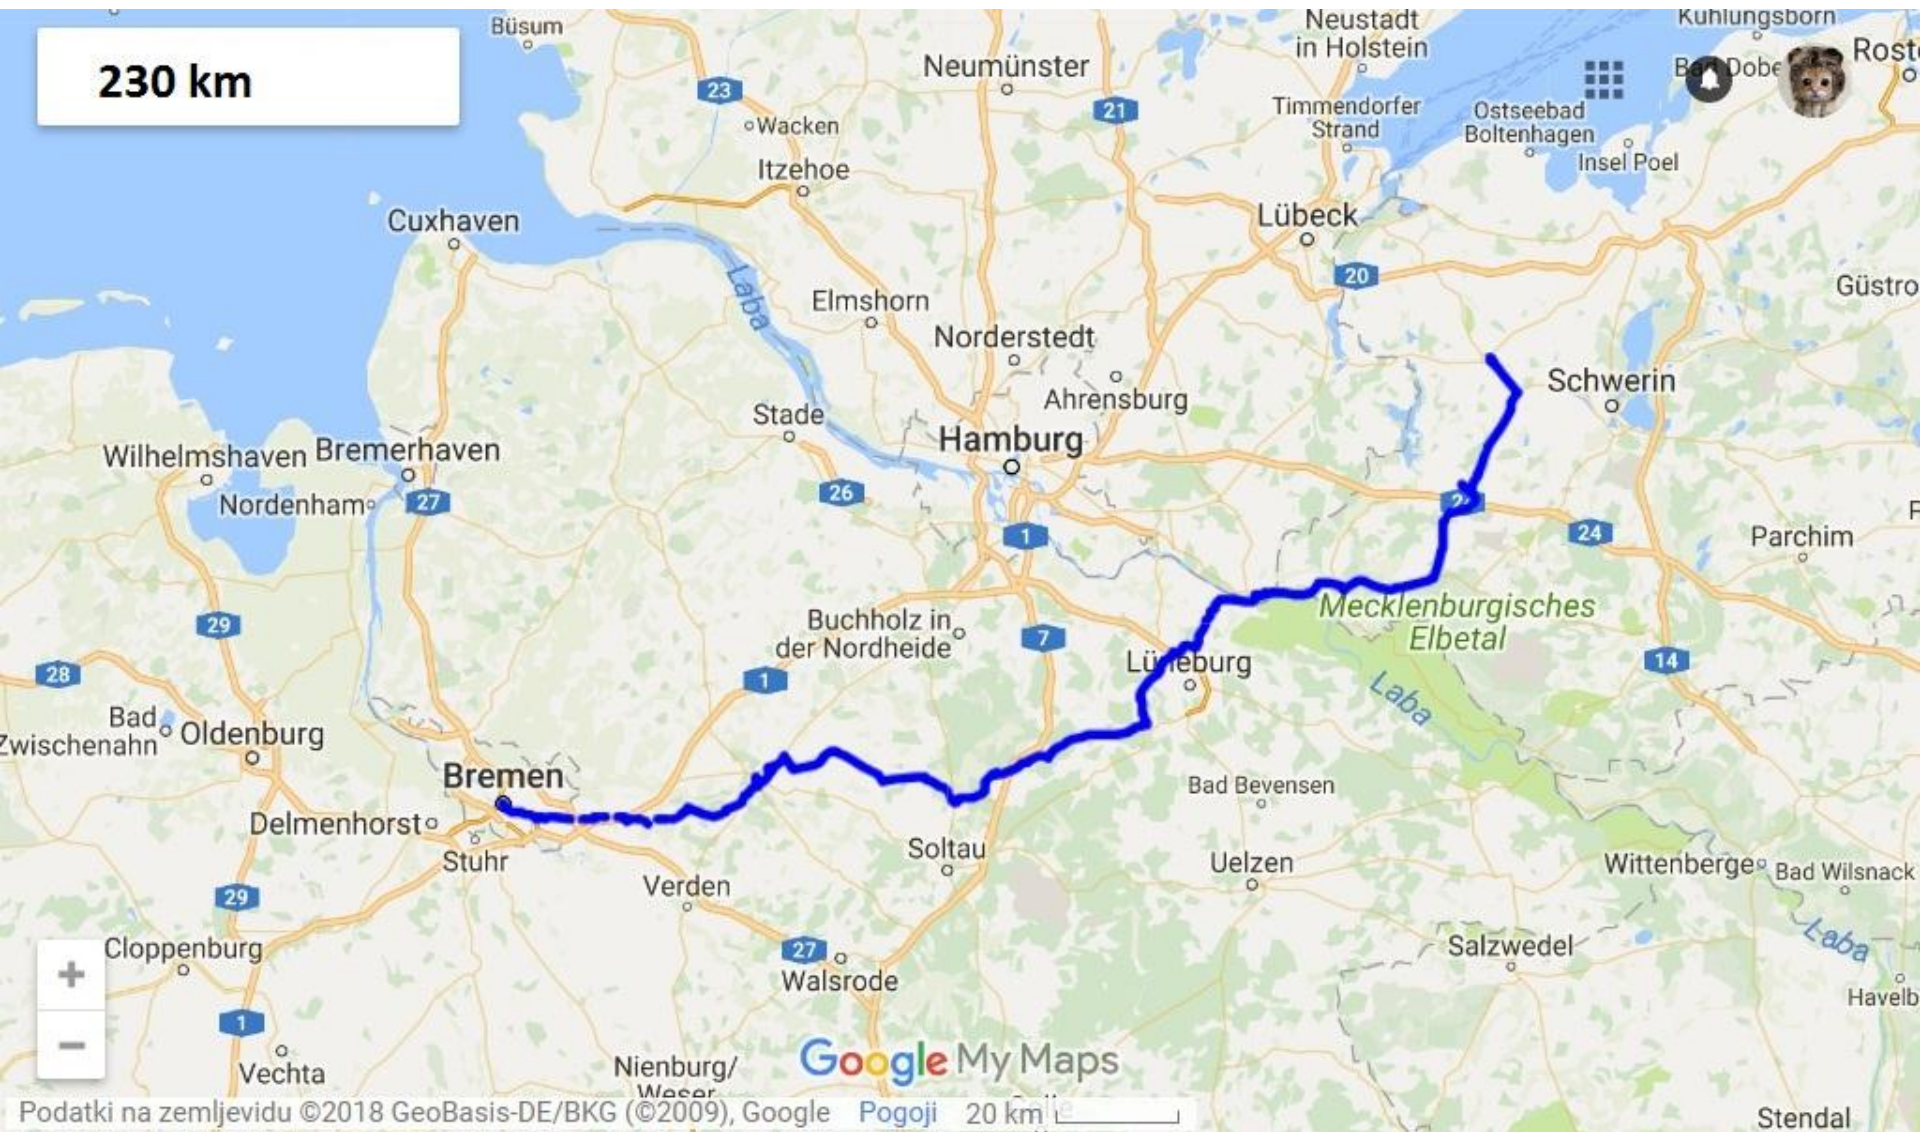 Büsum
Neustadt
in Holstein
Kühlungsborn
230 km
Neumünster
Bad Dobe
23
21
Timmendorfer
Strand
Ostseebad
Boltenhagen
Wacken
Insel Poel
Itzehoe
Cuxhaven
Lübeck
20
Laba
Elmshorn
Güstro
Norderstedt
Schwerin
Ahrensburg
Stade
Hamburg
Wilhelmshaven
Bremerhaven
Nordenham
27
26
1
24
Parchim
Mecklenburgisches
Elbetal
Buchholz in
der Nordheide
29
7
28
1
Lüneburg
14
Laba
Bad
Zwischenahn
Oldenburg
Bremen
Bad Bevensen
Delmenhorst
Stuhr
Soltau
Verden
Uelzen
Wittenberge
Bad Wilsnack
29
27
Walsrode
Cloppenburg
Salzwedel
Laba
+
Havelb
1
−
Vechta
Nienburg/
Weser
Google My Maps
Podatki na zemljevidu ©2018 GeoBasis-DE/BKG (©2009), Google Pogoji 20 km
Stendal